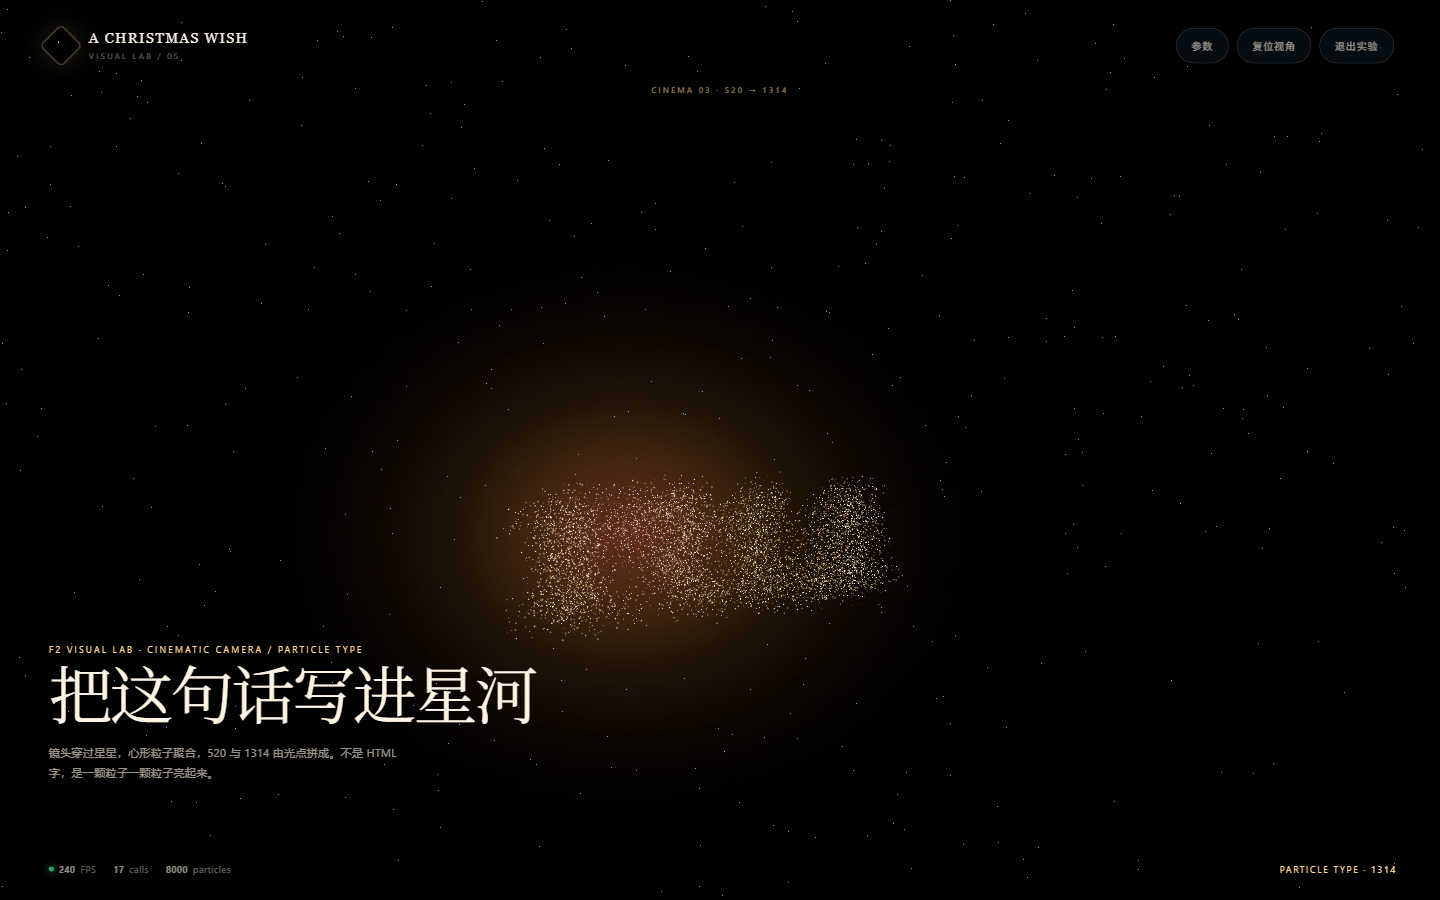 A CHRISTMAS WISH
VISUAL LAB / 05
参数
复位视角
退出实验
CINEMA 03 · 520 → 1314
F2 VISUAL LAB · CINEMATIC CAMERA / PARTICLE TYPE
把这句话写进星河
镜头穿过星星，心形粒子聚合，520 与 1314 由光点拼成。不是 HTML
字，是一颗粒子一颗粒子亮起来。
240 FPS 17 calls 8000 particles
PARTICLE TYPE · 1314